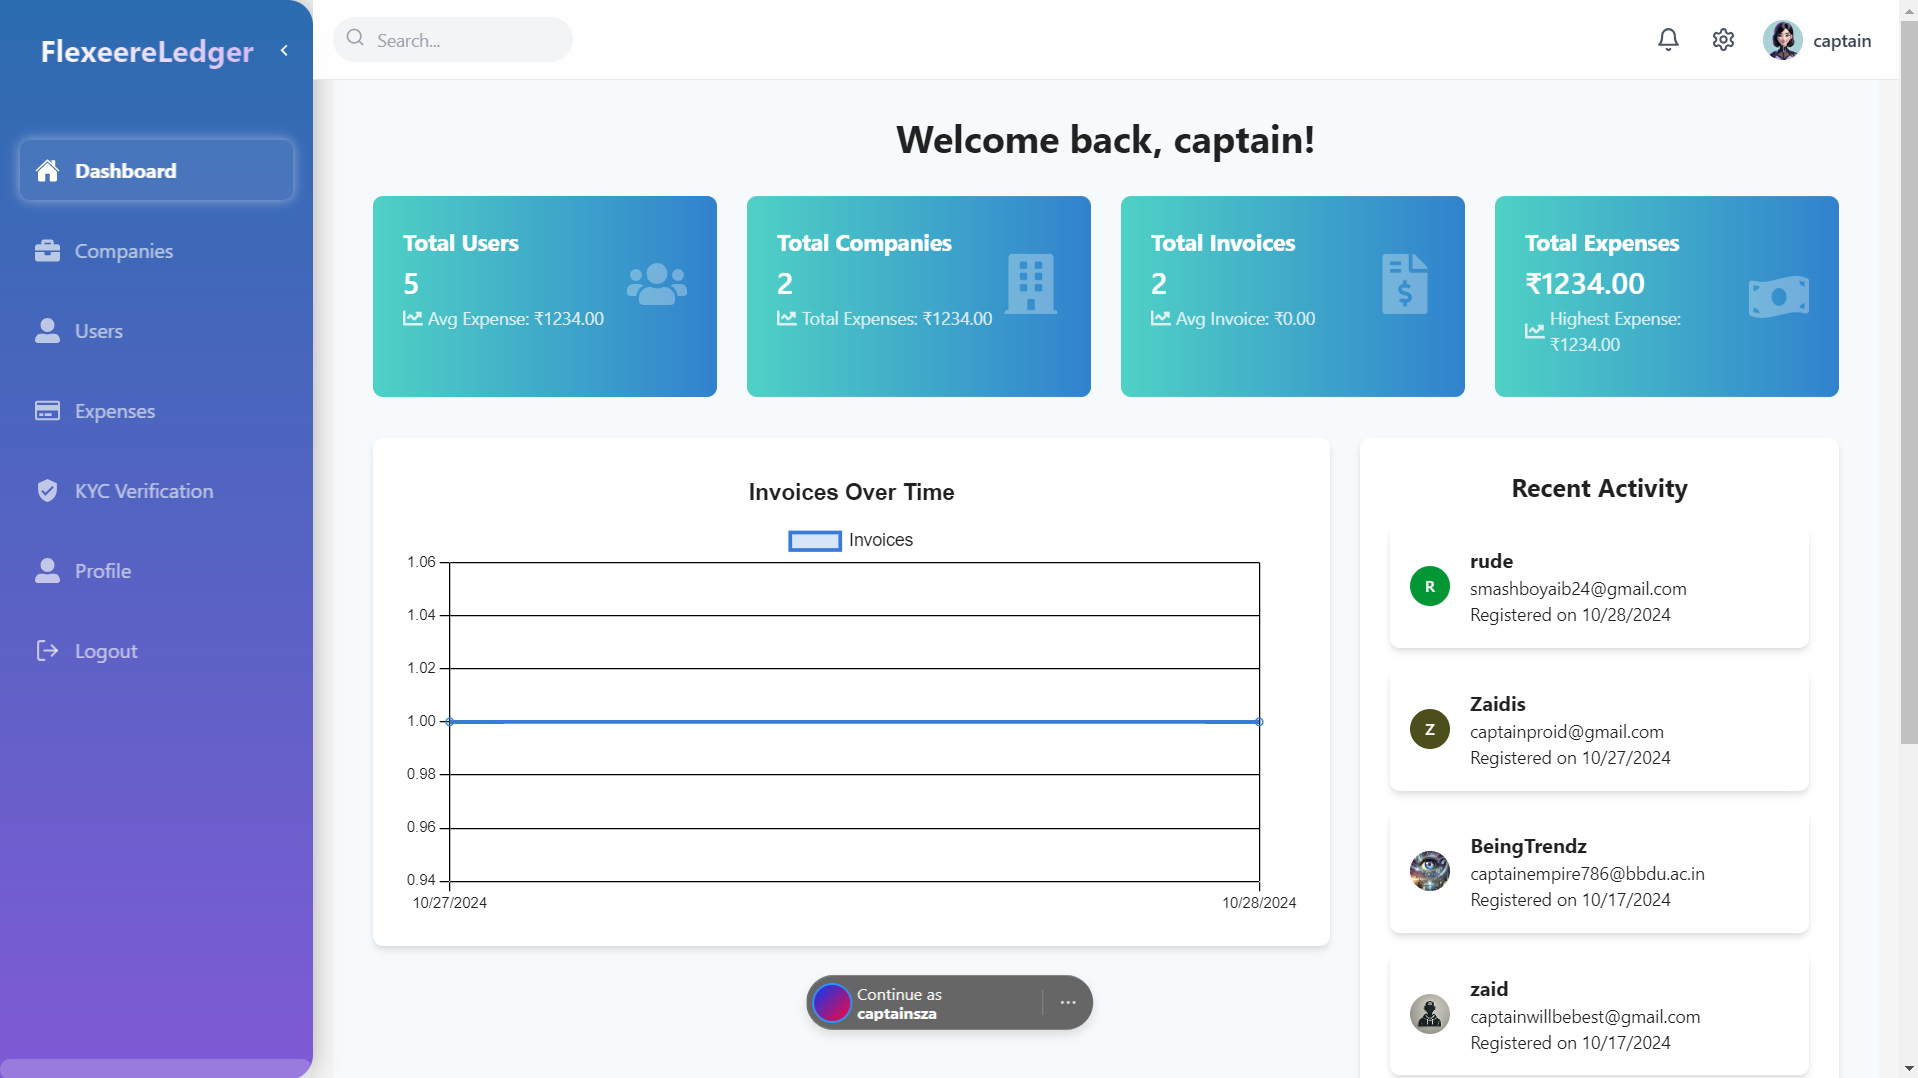 FlexeereLedger
Search...
captain
Dashboard
Companies
Users
Expenses
KYC Verification
Profile
Logout
Welcome back, captain!
Total Users
5
Avg Expense: ₹1234.00
Total Companies
2
Total Expenses: ₹1234.00
Total Invoices
2
Avg Invoice: ₹0.00
$
Total Expenses
₹1234.00
Highest Expense:
₹1234.00
Invoices Over Time
Invoices
1.06
1.04
1.02
1.00
0.98
0.96
0.94
10/27/2024
10/28/2024
Recent Activity
R
rude
smashboyaib24@gmail.com
Registered on 10/28/2024
Z
Zaidis
captainproid@gmail.com
Registered on 10/27/2024
BeingTrendz
captainempire786@bbdu.ac.in
Registered on 10/17/2024
zaid
captainwillbebest@gmail.com
Registered on 10/17/2024
Continue as
captainsza